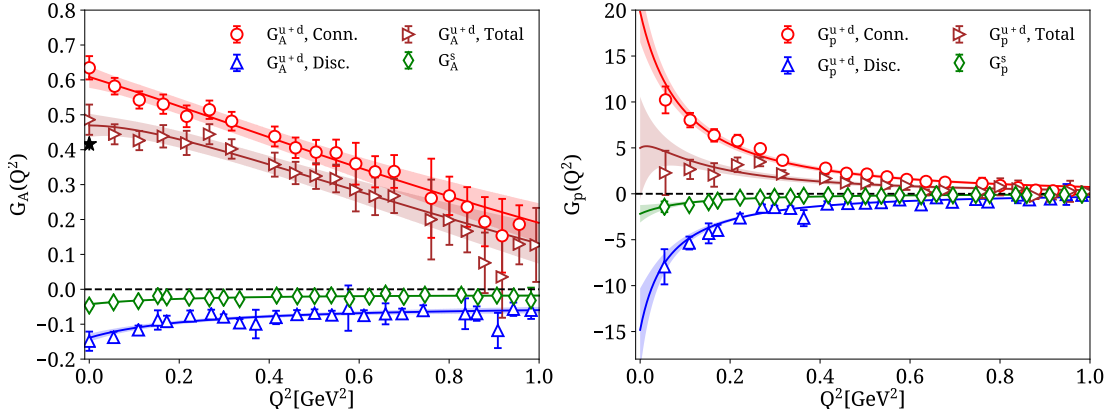 0.8
0.7
0.6
0.5
0.4
0.3
0.2
0.1
0.0
−0.1
−0.2
G_A(Q²)
G_A^{u+d}, Conn.
G_A^{u+d}, Disc.
G_A^{u+d}, Total
G_A^s
0.0 0.2 0.4 0.6 0.8 1.0
Q²[GeV²]
20
15
10
5
0
−5
−10
−15
G_p(Q²)
G_p^{u+d}, Conn.
G_p^{u+d}, Disc.
G_p^{u+d}, Total
G_p^s
0.0 0.2 0.4 0.6 0.8 1.0
Q²[GeV²]